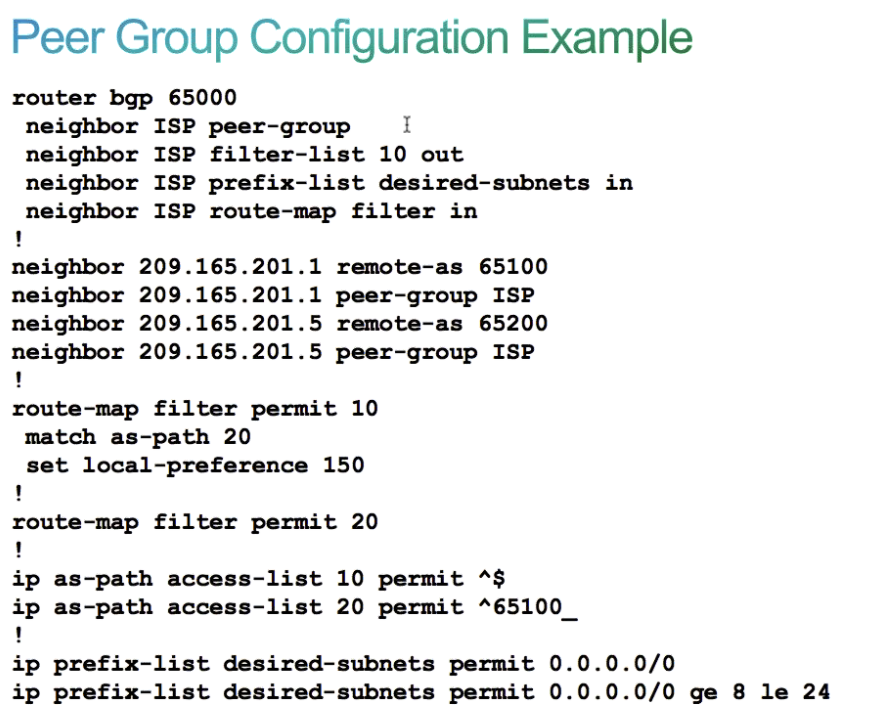 Peer Group Configuration Example
router bgp 65000
neighbor ISP peer-group
neighbor ISP filter-list 10 out
neighbor ISP prefix-list desired-subnets in
neighbor ISP route-map filter in
!
neighbor 209.165.201.1 remote-as 65100
neighbor 209.165.201.1 peer-group ISP
neighbor 209.165.201.5 remote-as 65200
neighbor 209.165.201.5 peer-group ISP
!
route-map filter permit 10
match as-path 20
set local-preference 150
!
route-map filter permit 20
!
ip as-path access-list 10 permit ^$
ip as-path access-list 20 permit ^65100_
!
ip prefix-list desired-subnets permit 0.0.0.0/0
ip prefix-list desired-subnets permit 0.0.0.0/0 ge 8 le 24